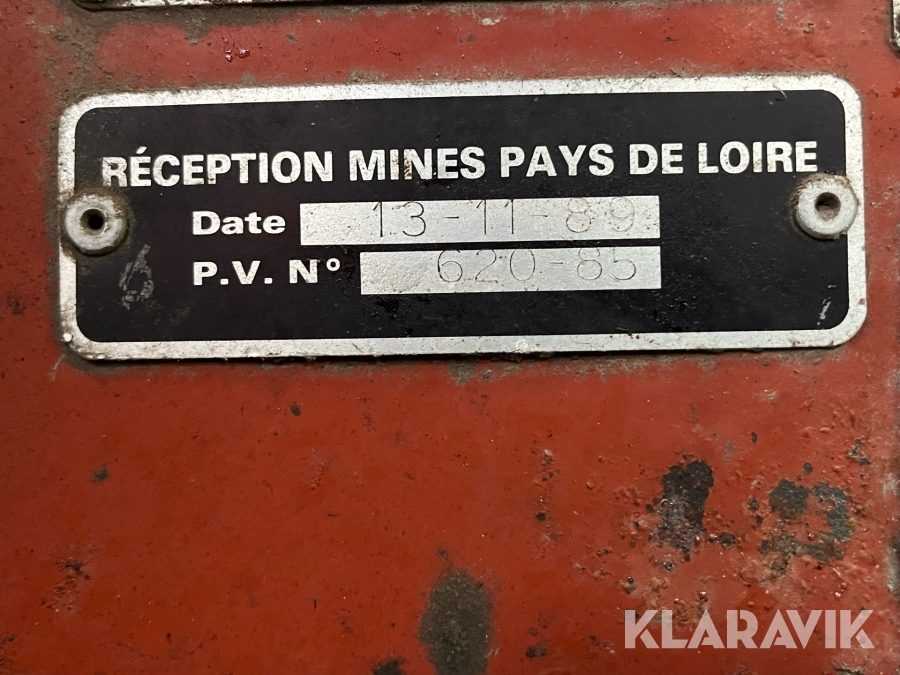 RÉCEPTION MINES PAYS DE LOIRE
Date 13-11-89
P.V. N° 620-85
KLARAVIK